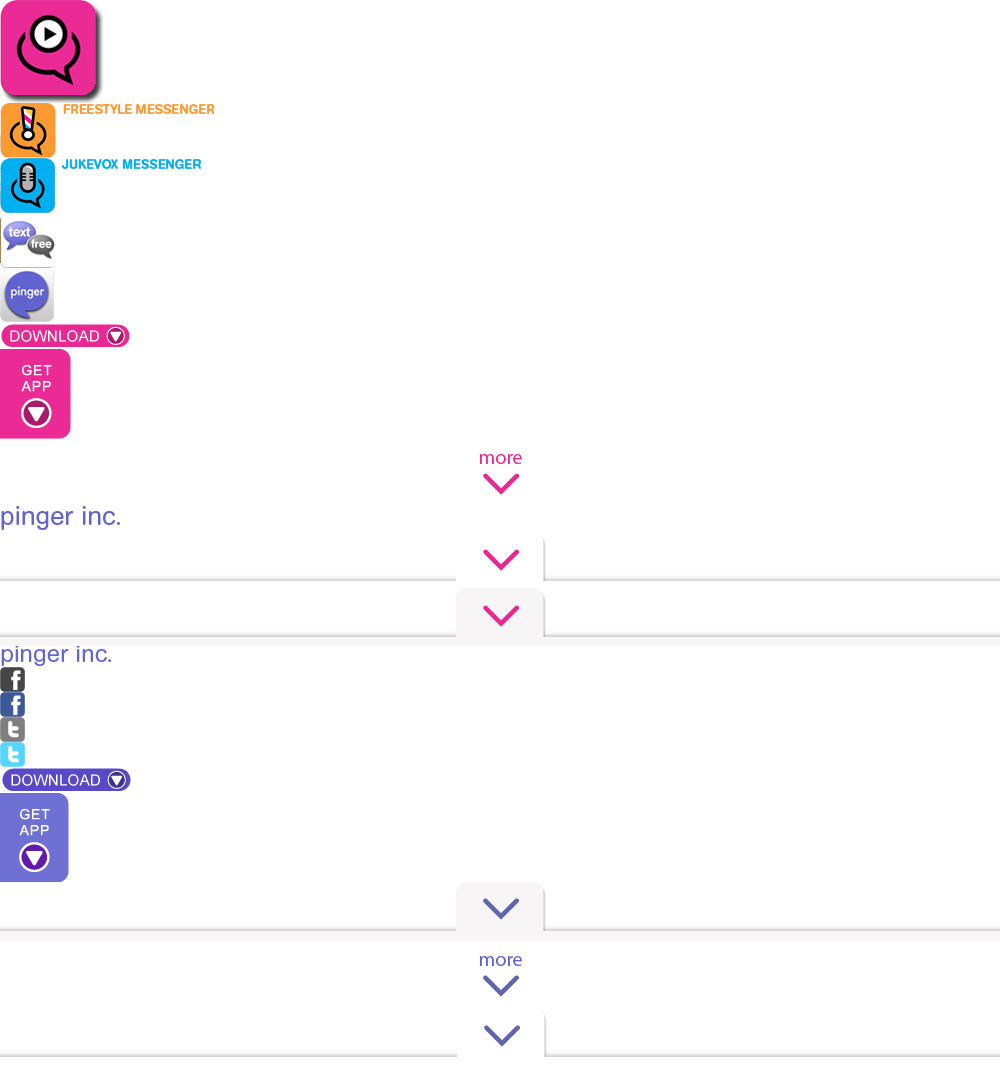 FREESTYLE MESSENGER
JUKEVOX MESSENGER
text
free
pinger
DOWNLOAD
GET
APP
more
pinger inc.
pinger inc.
f
f
t
t
DOWNLOAD
GET
APP
more